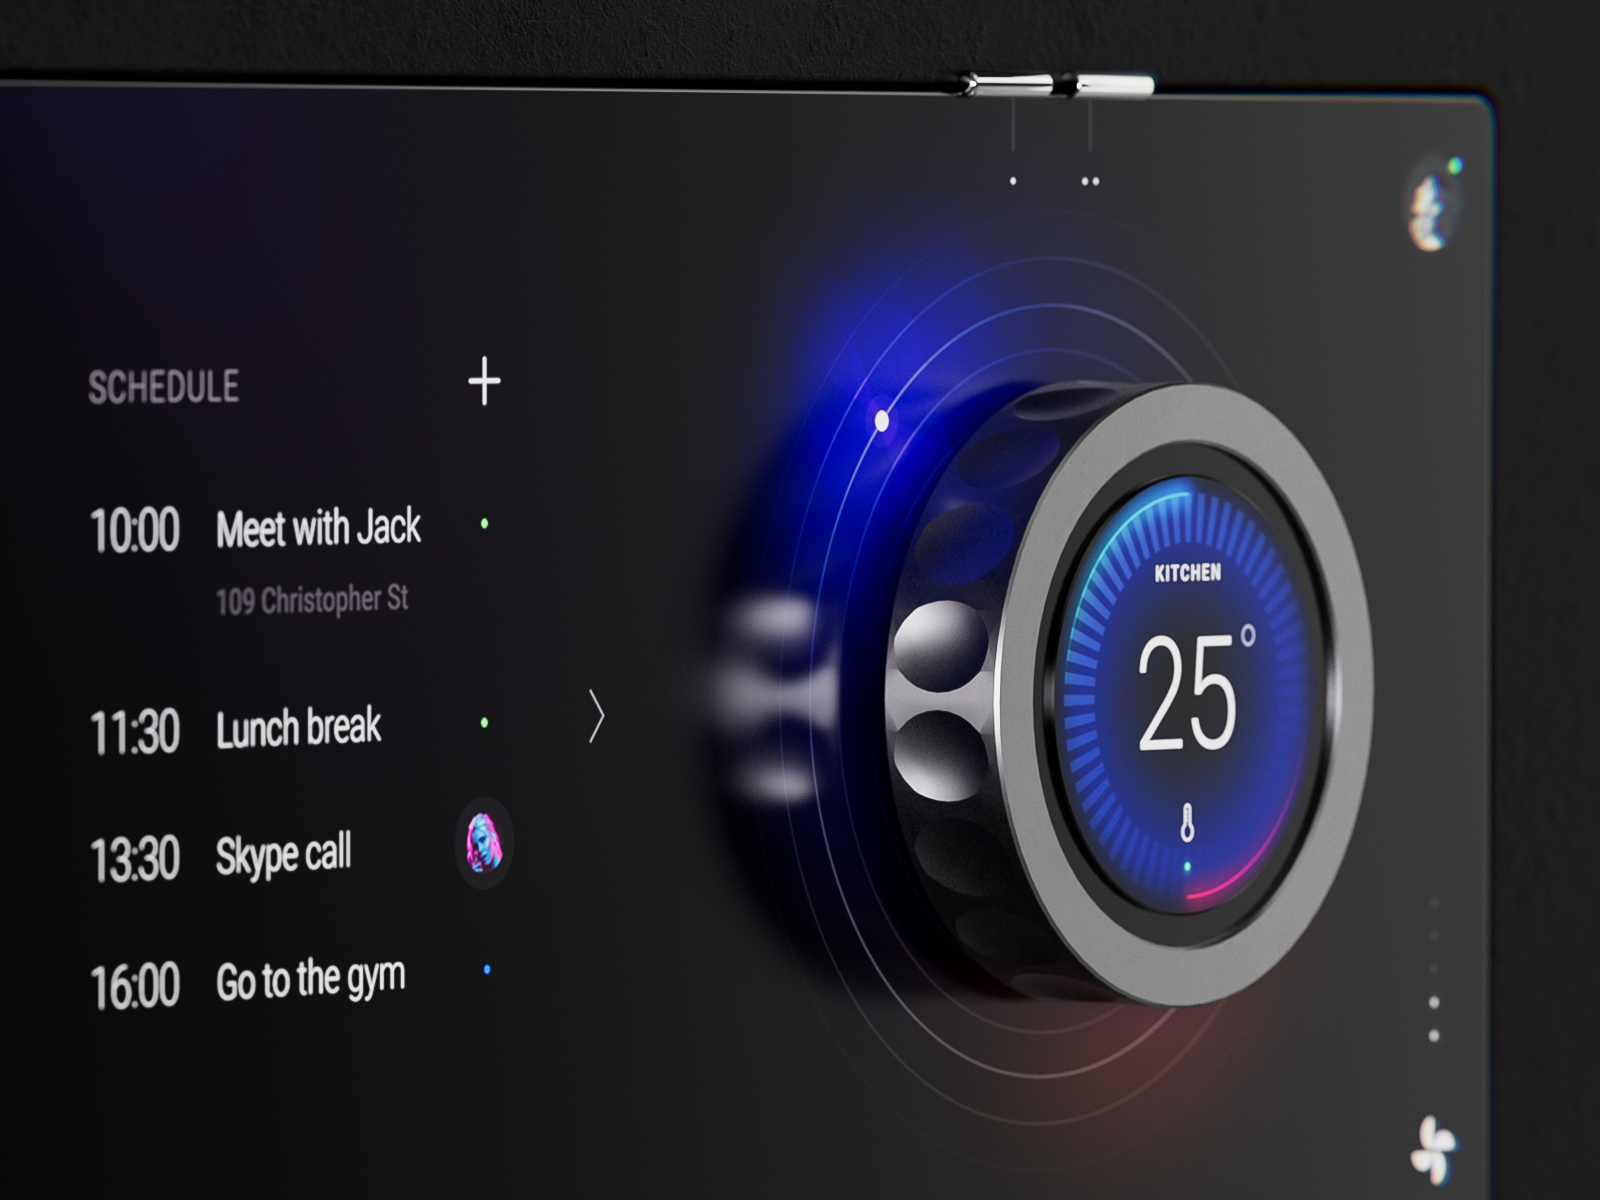 SCHEDULE
10:00 Meet with Jack
109 Christopher St
11:30 Lunch break
13:30 Skype call
16:00 Go to the gym
KITCHEN
25°